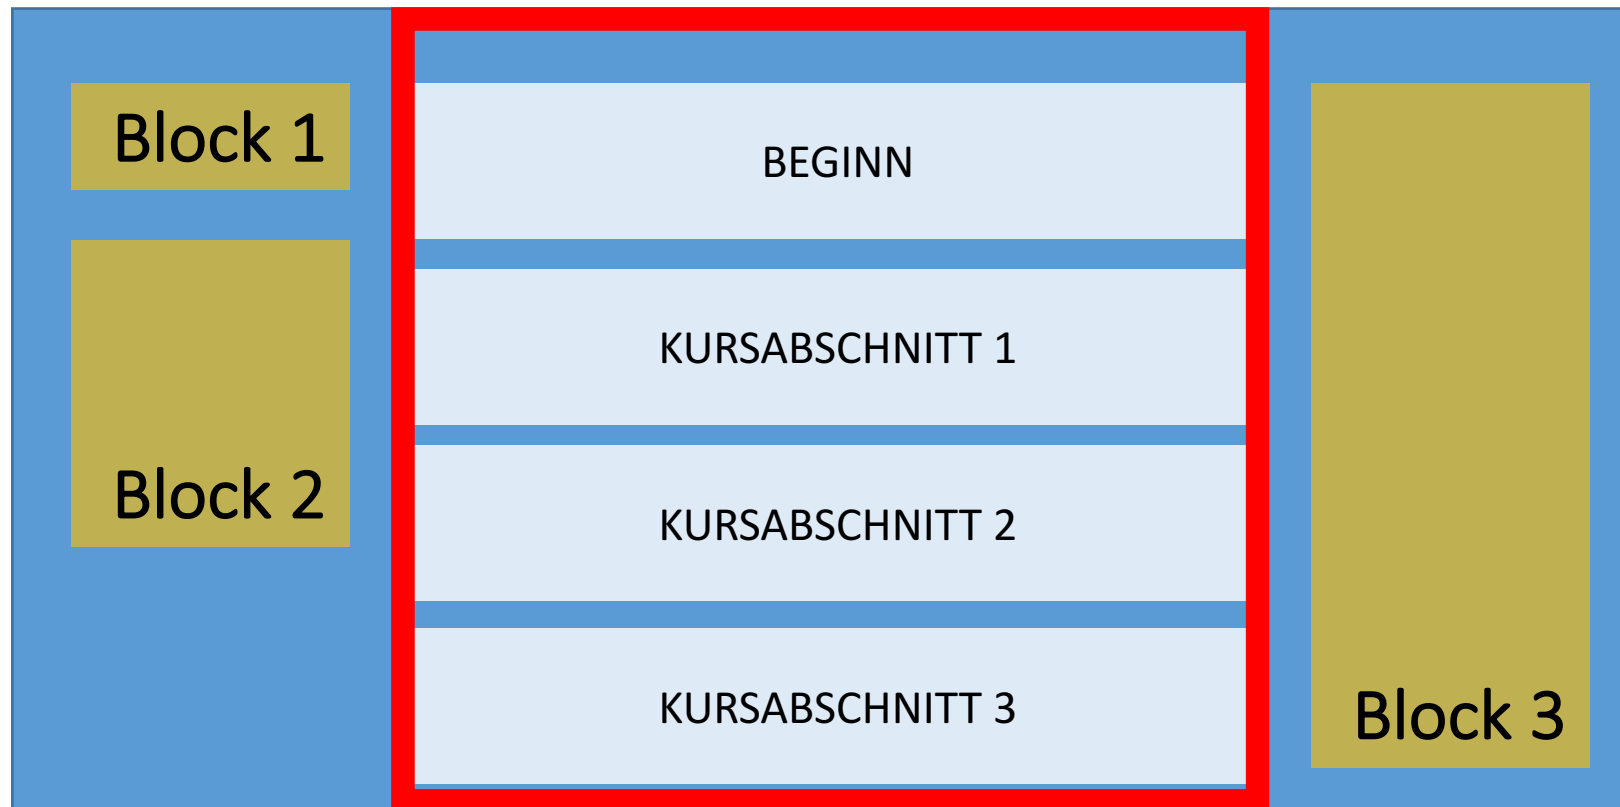 Block 1
Block 2
BEGINN
KURSABSCHNITT 1
KURSABSCHNITT 2
KURSABSCHNITT 3
Block 3